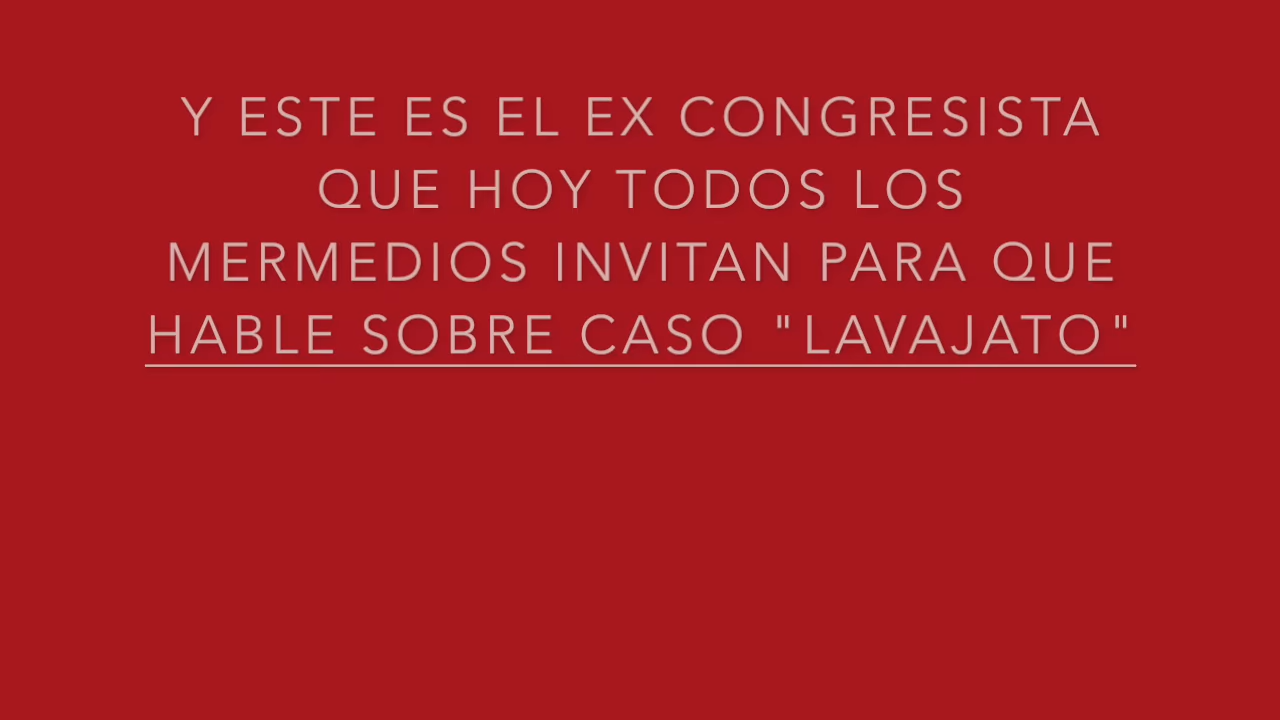 Y ESTE ES EL EX CONGRESISTA
QUE HOY TODOS LOS
MERMEDIOS INVITAN PARA QUE
HABLE SOBRE CASO "LAVAJATO"